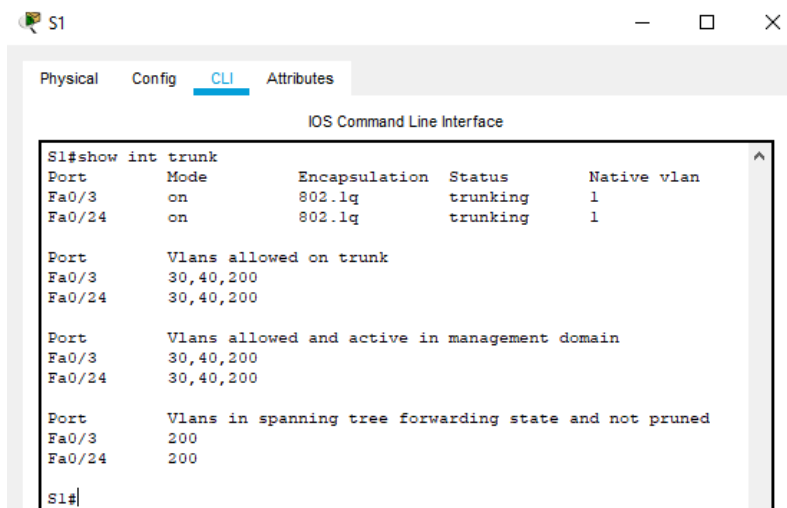 S1
Physical Config CLI Attributes
IOS Command Line Interface
S1#show int trunk
Port Mode Encapsulation Status Native vlan
Fa0/3 on 802.1q trunking 1
Fa0/24 on 802.1q trunking 1
Port Vlans allowed on trunk
Fa0/3 30,40,200
Fa0/24 30,40,200
Port Vlans allowed and active in management domain
Fa0/3 30,40,200
Fa0/24 30,40,200
Port Vlans in spanning tree forwarding state and not pruned
Fa0/3 200
Fa0/24 200
S1#